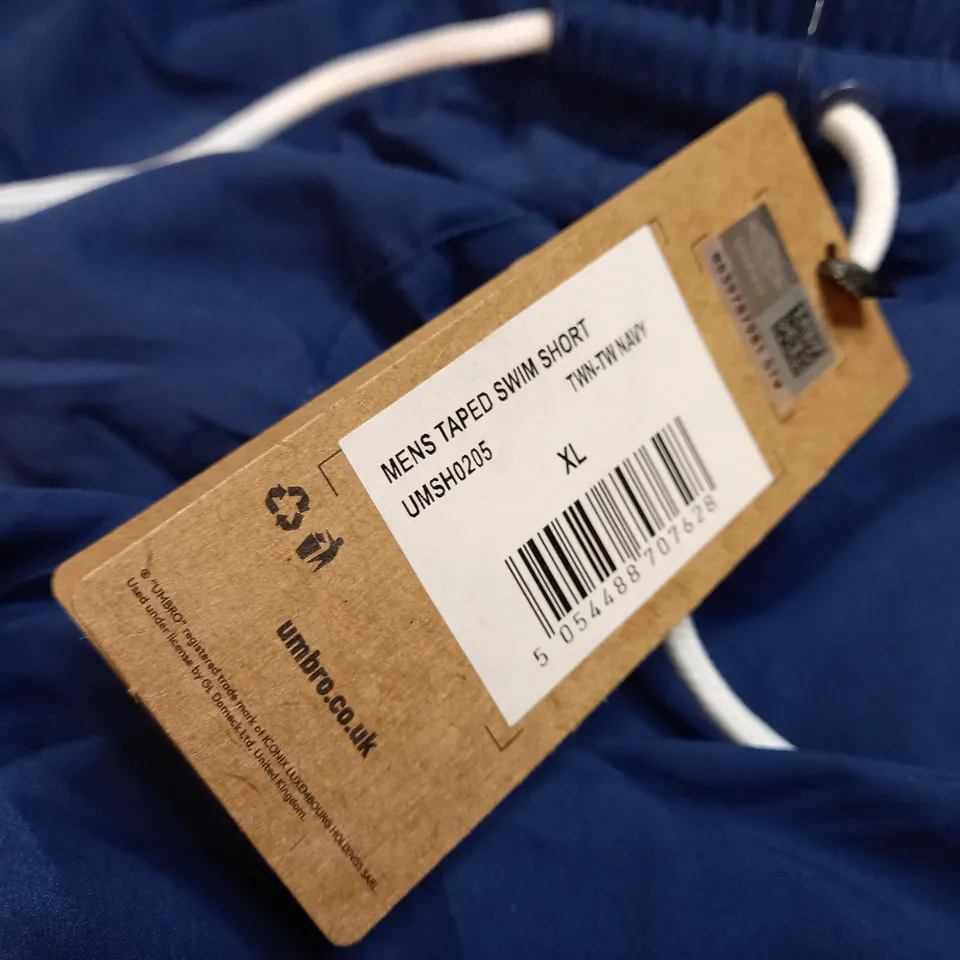 MENS TAPED SWIM SHORT
TWN-TW NAVY
UMSH0205
XL
5 054488 707628
umbro.co.uk
® "UMBRO" registered trade mark of ICONIX LUXEMBOURG HOLDINGS SARL.
Used under license by GL Dameck Ltd, United Kingdom.